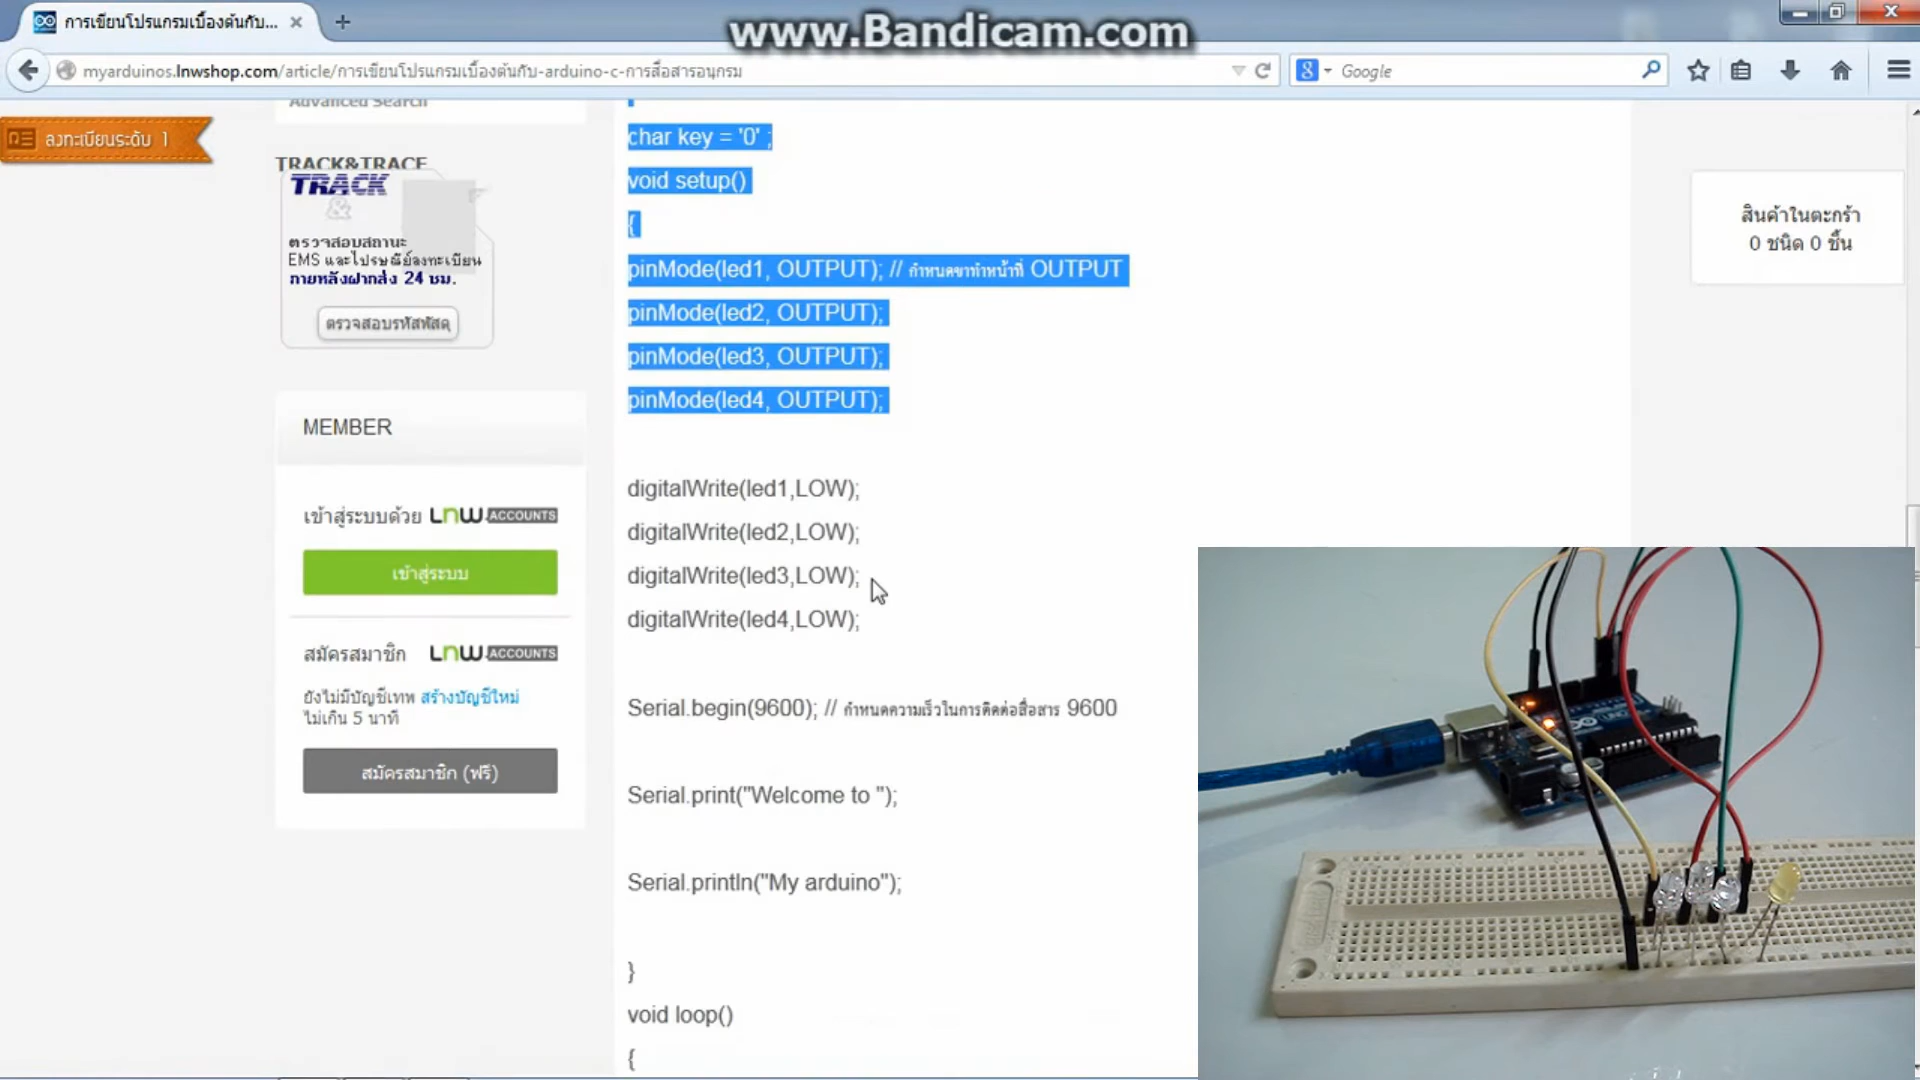 การเขียนโปรแกรมเบื้องต้นกับ...
www.Bandicam.com
myarduinos.lnwshop.com/article/การเขียนโปรแกรมเบื้องต้นกับ-arduino-c-การสื่อสารอนุกรม
Google
Advanced Search
ลงทะเบียนระดับ 1
TRACK&TRACE
TRACK
&
ตรวจสอบสถานะ
EMS และไปรษณีย์ลงทะเบียน
ภายหลังฝากส่ง 24 ชม.
ตรวจสอบรหัสพัสดุ
MEMBER
เข้าสู่ระบบด้วย LNW ACCOUNTS
เข้าสู่ระบบ
สมัครสมาชิก LNW ACCOUNTS
ยังไม่มีบัญชีเทพ สร้างบัญชีใหม่
ไม่เกิน 5 นาที
สมัครสมาชิก (ฟรี)
char key = '0' ;
void setup()
{
pinMode(led1, OUTPUT); // กำหนดขาทำหน้าที่ OUTPUT
pinMode(led2, OUTPUT);
pinMode(led3, OUTPUT);
pinMode(led4, OUTPUT);
digitalWrite(led1,LOW);
digitalWrite(led2,LOW);
digitalWrite(led3,LOW);
digitalWrite(led4,LOW);
Serial.begin(9600); // กำหนดความเร็วในการติดต่อสื่อสาร 9600
Serial.print("Welcome to ");
Serial.println("My arduino");
}
void loop()
{
สินค้าในตะกร้า
0 ชนิด 0 ชิ้น